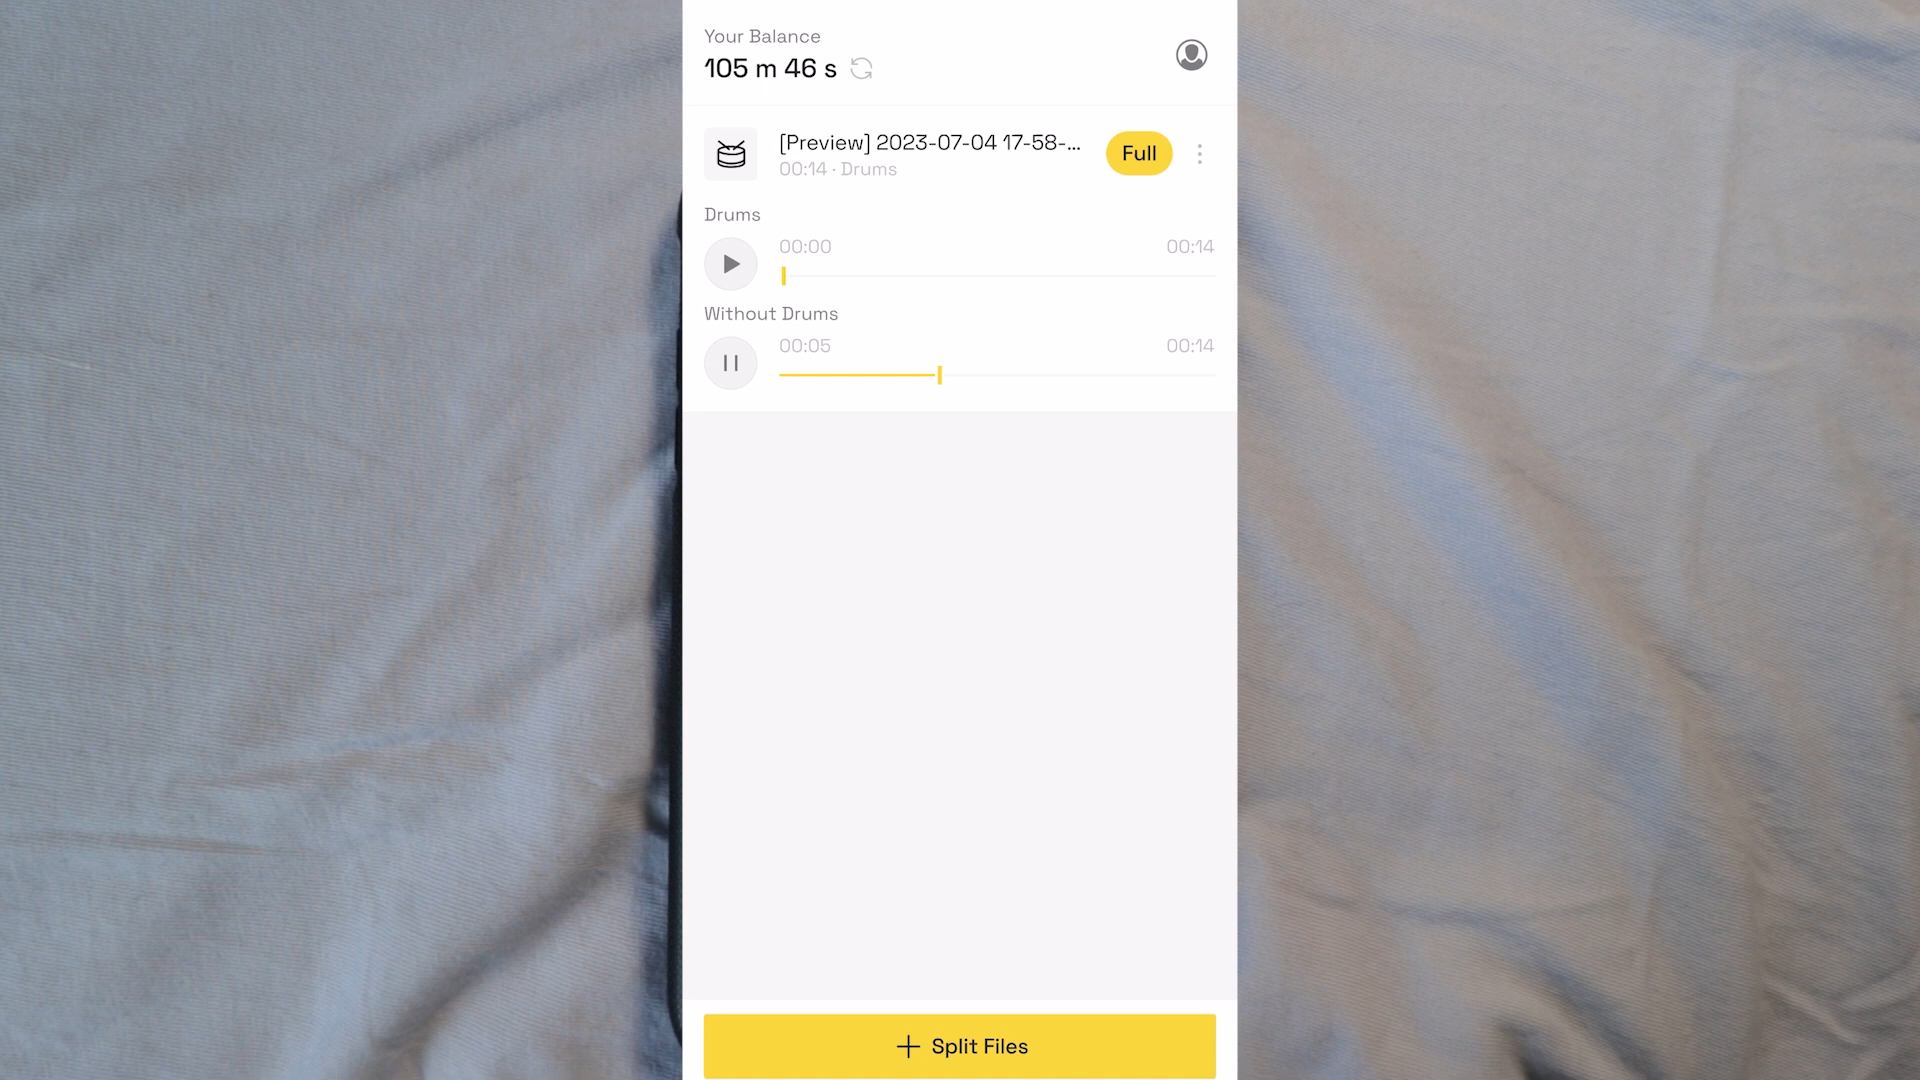 Your Balance
105 m 46 s
[Preview] 2023-07-04 17-58-...
00:14 · Drums
Full
Drums
00:00
00:14
Without Drums
00:05
00:14
Split Files